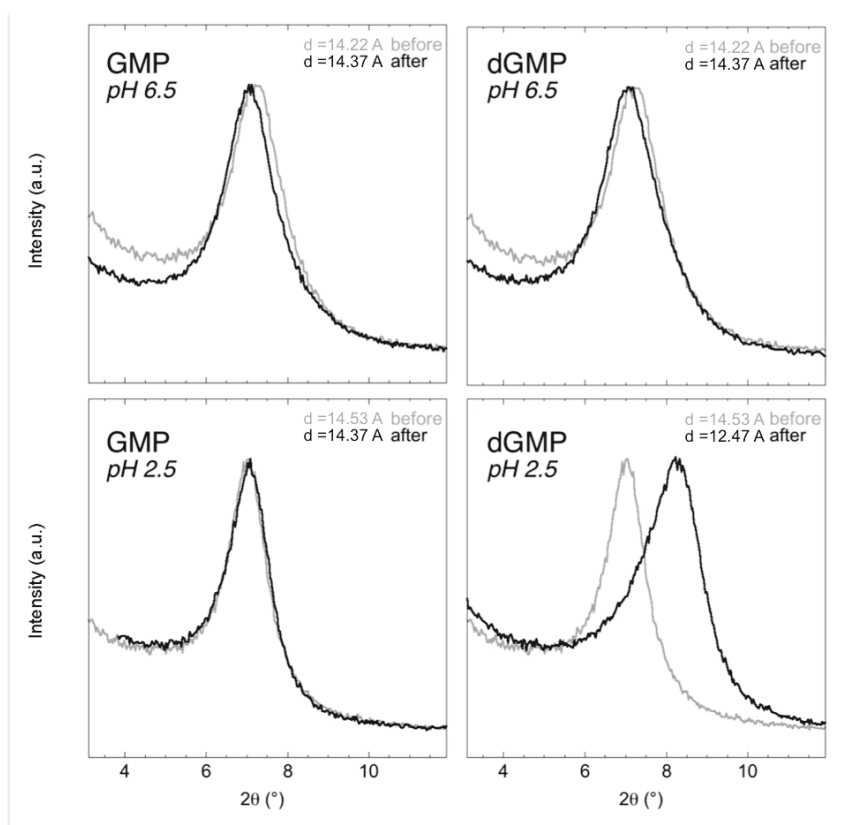 GMP
pH 6.5
d =14.22 A before
d =14.37 A after
dGMP
pH 6.5
d =14.22 A before
d =14.37 A after
Intensity (a.u.)
GMP
pH 2.5
d =14.53 A before
d =14.37 A after
dGMP
pH 2.5
d =14.53 A before
d =12.47 A after
Intensity (a.u.)
4 6 8 10
4 6 8 10
2θ (°)
2θ (°)